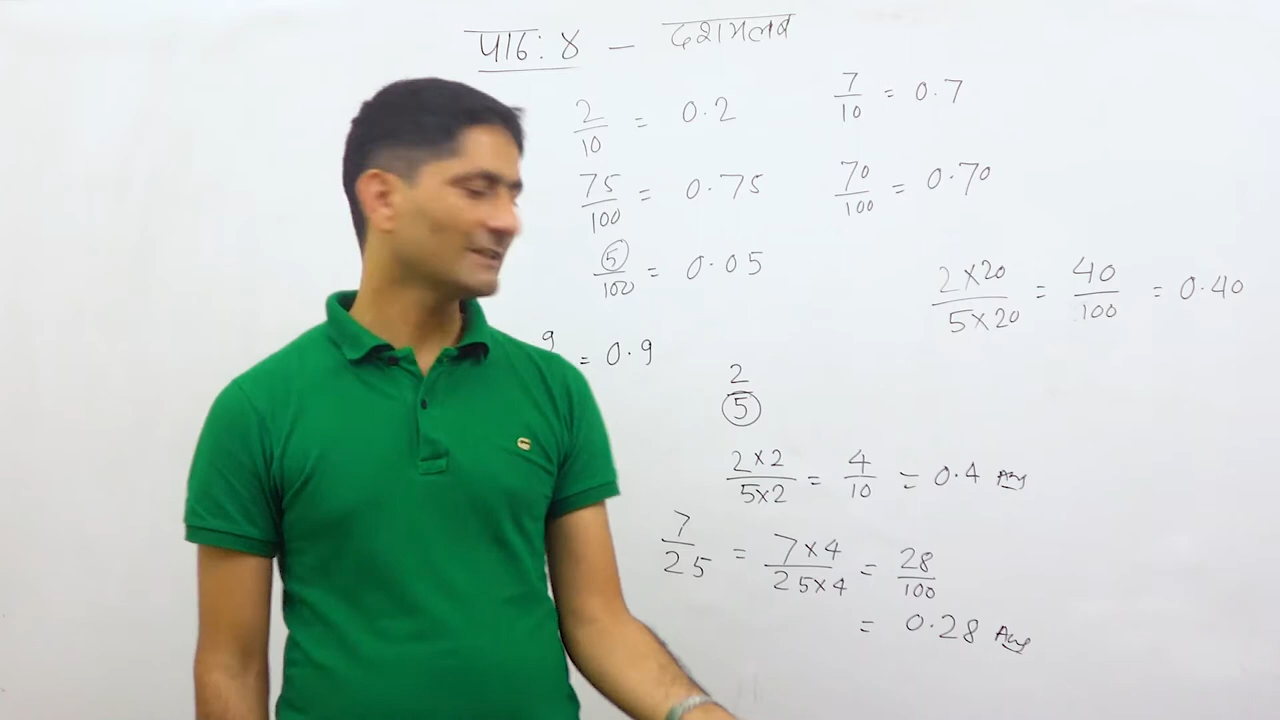 पाठ: ४ – दशमलब
2/10 = 0.2
7/10 = 0.7
75/100 = 0.75
70/100 = 0.70
5/100 = 0.05
2×20/5×20 = 40/100 = 0.40
9 = 0.9
2/5
2×2/5×2 = 4/10 = 0.4 Ans
7/25 = 7×4/25×4 = 28/100
= 0.28 Ans